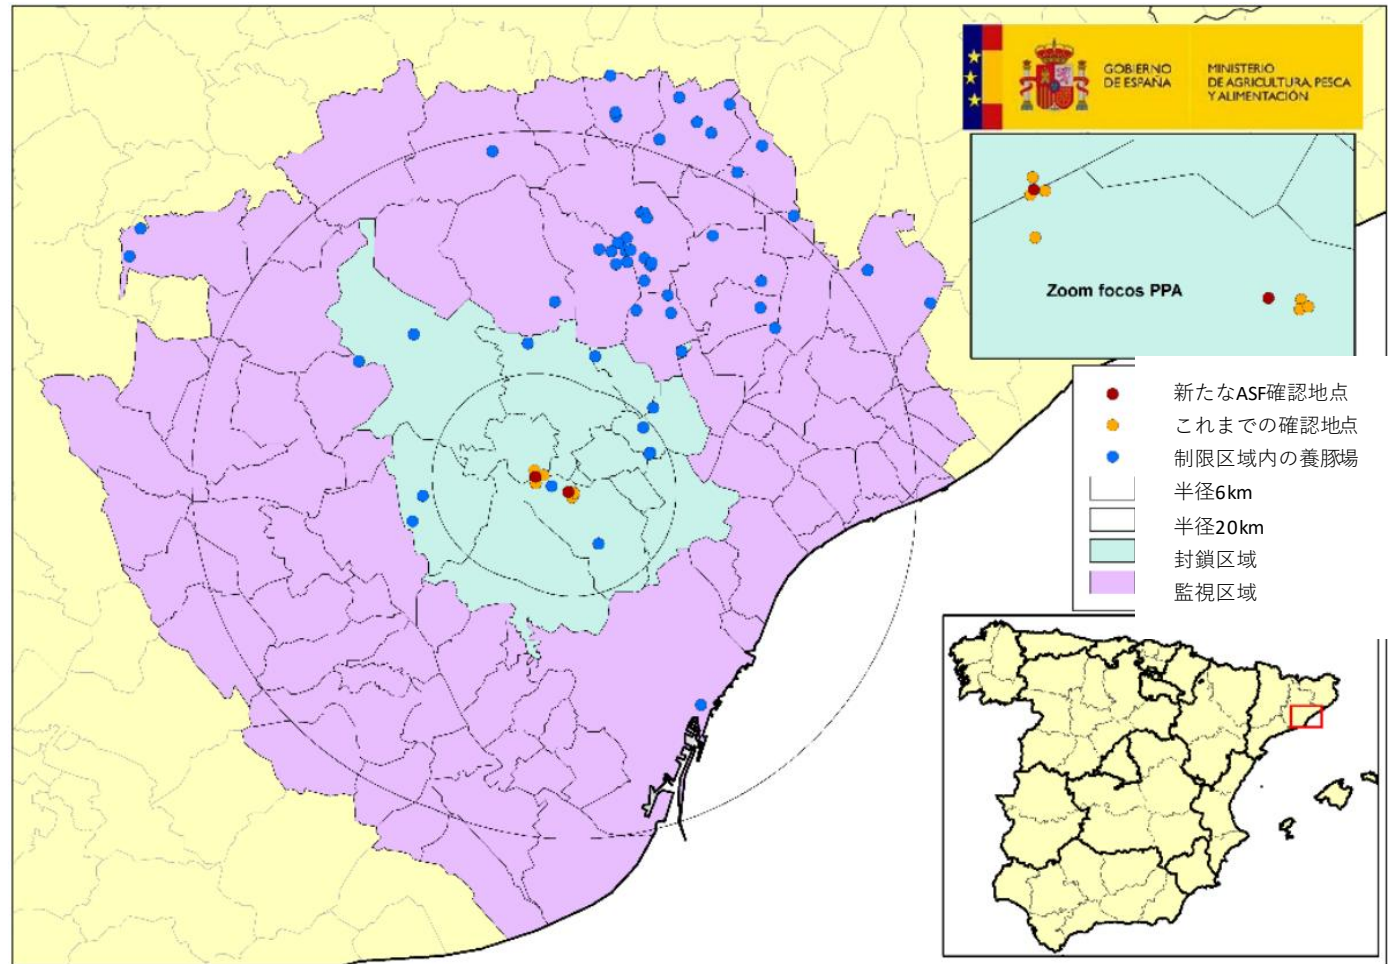 GOBIERNO
DE ESPAÑA
MINISTERIO
DE AGRICULTURA, PESCA
Y ALIMENTACIÓN
Zoom focos PPA
新たなASF確認地点
これまでの確認地点
制限区域内の養豚場
半径6km
半径20km
封鎖区域
監視区域